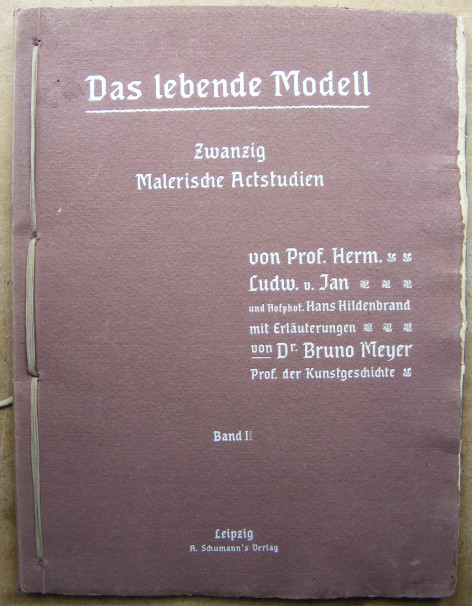 Das lebende Modell
Zwanzig
Malerische Actstudien
von Prof. Herm.
Ludw. v. Jan
und Hofphot. Hans Hildenbrand
mit Erläuterungen
von Dr. Bruno Meyer
Prof. der Kunstgeschichte
Band II
Leipzig
A. Schumann's Verlag